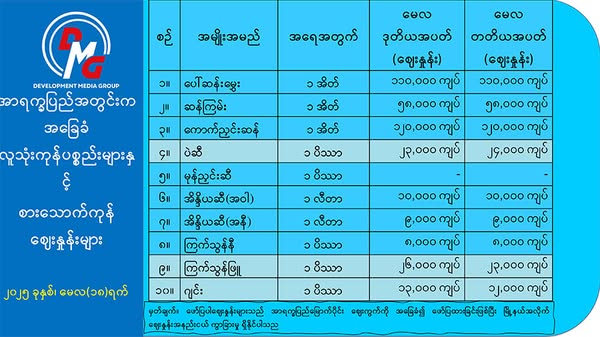 DMG
DEVELOPMENT MEDIA GROUP
အာရက္ခပြည်အတွင်းက
အခြေခံ
လူသုံးကုန်ပစ္စည်းများနှ
င့်
စားသောက်ကုန်
ဈေးနှုန်းများ
၂၀၂၅ ခုနှစ်၊ မေလ(၁၈)ရက်
စဉ် အမျိုးအမည် အရေအတွက် မေလ ဒုတိယအပတ် (ဈေးနှုန်း) မေလ တတိယအပတ် (ဈေးနှုန်း)
၁။ ပေါ်ဆန်းမွှေး ၁ အိတ် ၁၁၀,၀၀၀ ကျပ် ၁၁၀,၀၀၀ ကျပ်
၂။ ဆန်ကြမ်း ၁ အိတ် ၅၈,၀၀၀ ကျပ် ၅၈,၀၀၀ ကျပ်
၃။ ကောက်ညှင်းဆန် ၁ အိတ် ၁၂၀,၀၀၀ ကျပ် ၁၂၀,၀၀၀ ကျပ်
၄။ ပဲဆီ ၁ ပိဿာ ၂၃,၀၀၀ ကျပ် ၂၄,၀၀၀ ကျပ်
၅။ မုန်ညှင်းဆီ ၁ ပိဿာ - -
၆။ အိန္ဒိယဆီ(အဝါ) ၁ လီတာ ၁၀,၀၀၀ ကျပ် ၁၀,၀၀၀ ကျပ်
၇။ အိန္ဒိယဆီ(အနီ) ၁ လီတာ ၉,၀၀၀ ကျပ် ၉,၀၀၀ ကျပ်
၈။ ကြက်သွန်နီ ၁ ပိဿာ ၈,၀၀၀ ကျပ် ၈,၀၀၀ ကျပ်
၉။ ကြက်သွန်ဖြူ ၁ ပိဿာ ၂၆,၀၀၀ ကျပ် ၂၃,၀၀၀ ကျပ်
၁၀။ ဂျင်း ၁ ပိဿာ ၁၃,၀၀၀ ကျပ် ၁၂,၀၀၀ ကျပ်
မှတ်ချက်။ ဖော်ပြပါဈေးနှုန်းများသည် အာရက္ခပြည်မြောက်ပိုင်း ဈေးကွက်ကို အခြေခံ၍ ဖော်ပြထားခြင်းဖြစ်ပြီး မြို့နယ်အလိုက်
ဈေးနှုန်းအနည်းငယ် ကွာခြားမှု ရှိနိုင်ပါသည